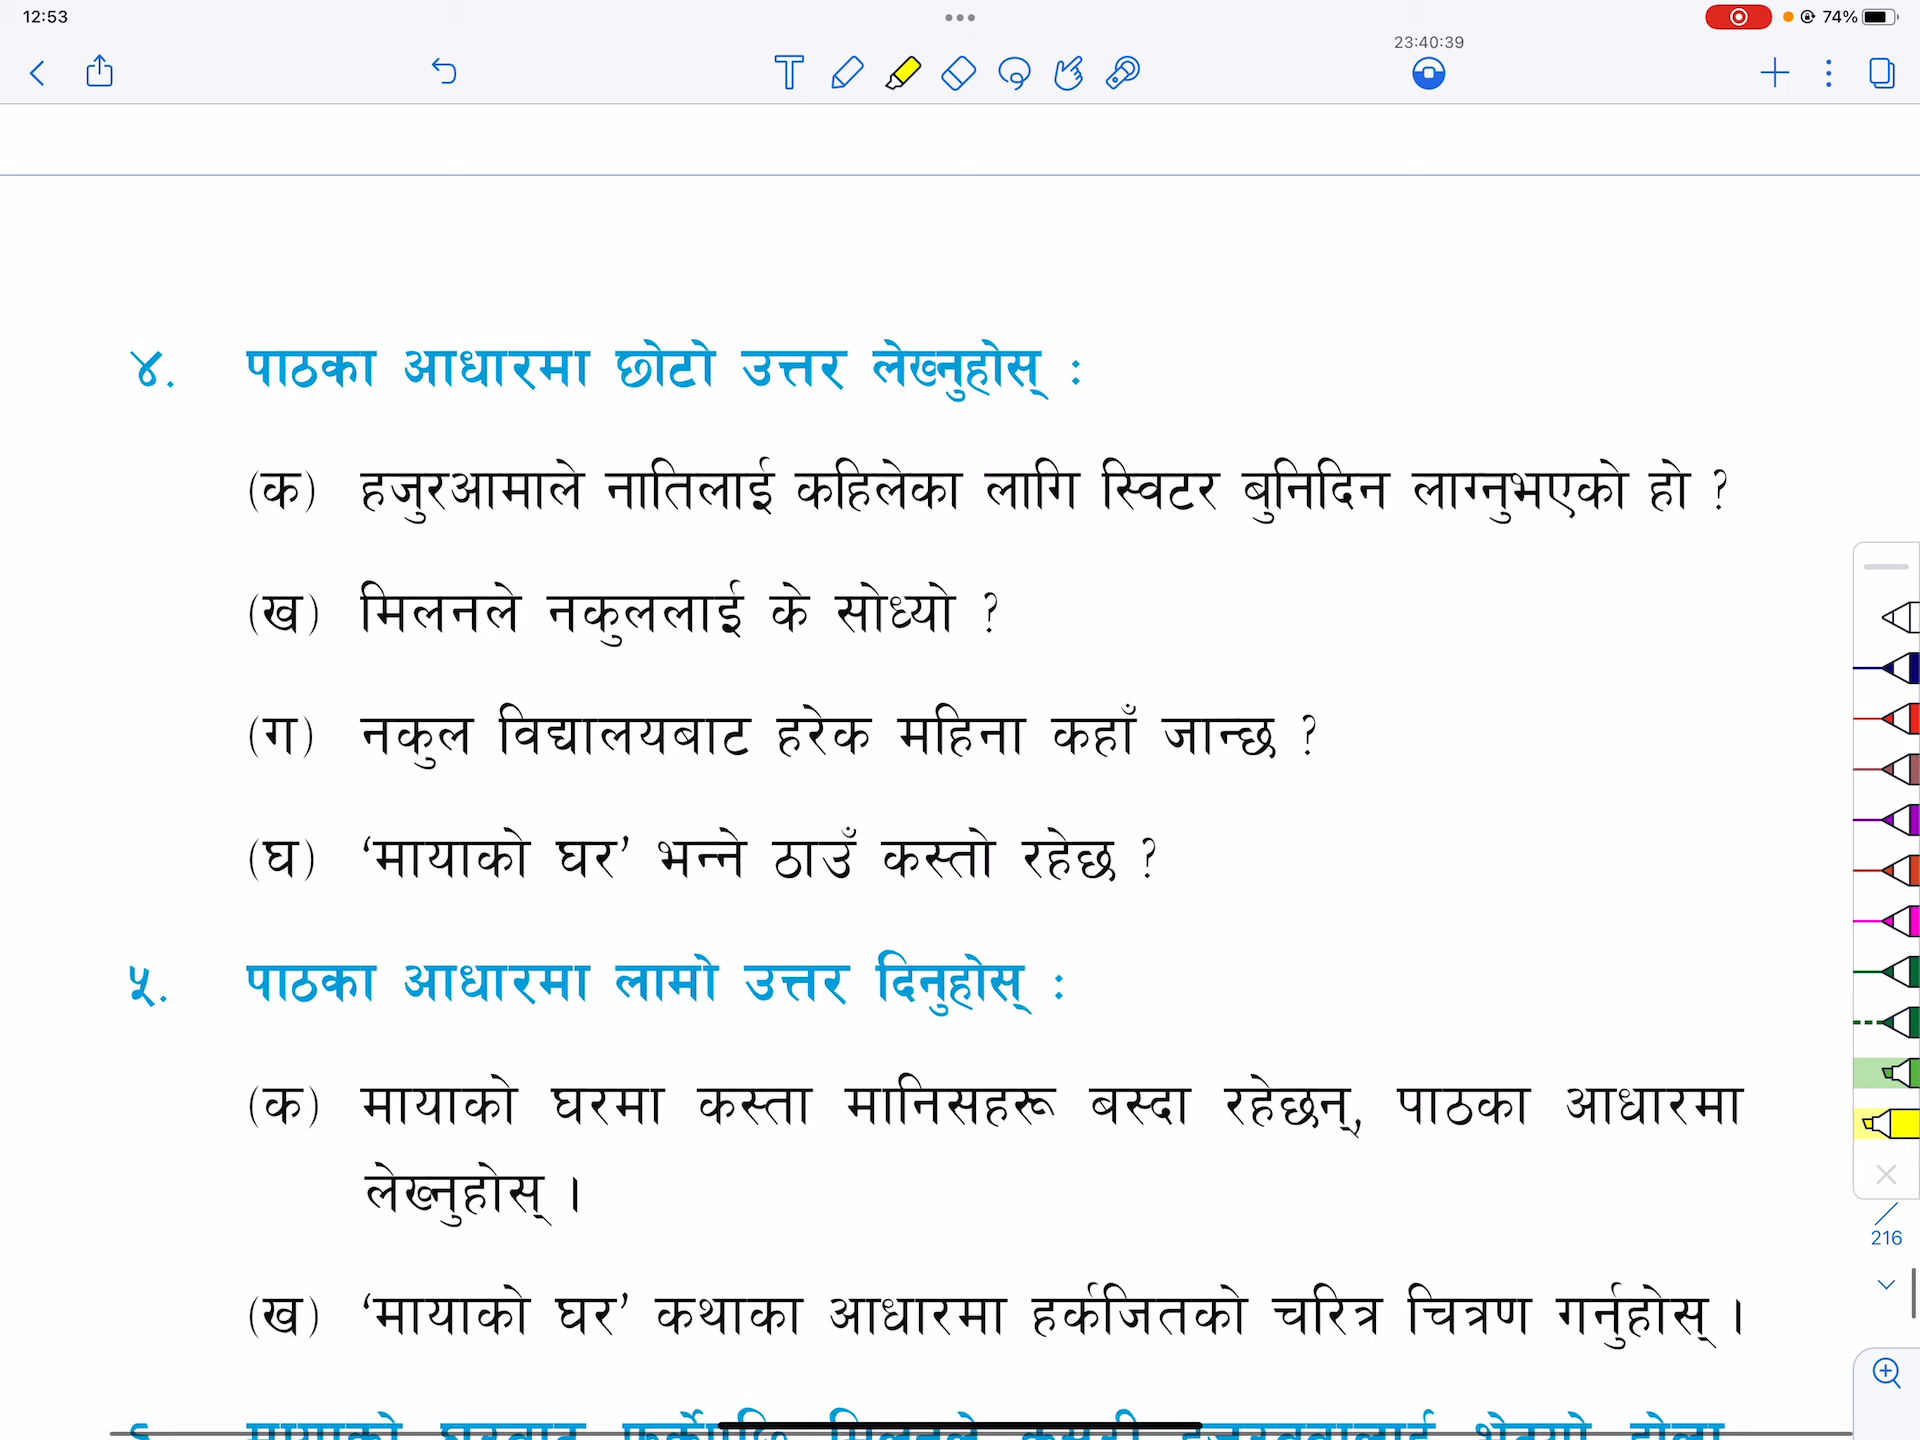 12:53
74%
23:40:39
४. पाठका आधारमा छोटो उत्तर लेख्नुहोस् :
(क) हजुरआमाले नातिलाई कहिलेका लागि स्विटर बुनिदिन लाग्नुभएको हो ?
(ख) मिलनले नकुललाई के सोध्यो ?
(ग) नकुल विद्यालयबाट हरेक महिना कहाँ जान्छ ?
(घ) ‘मायाको घर’ भन्ने ठाउँ कस्तो रहेछ ?
५. पाठका आधारमा लामो उत्तर दिनुहोस् :
(क) मायाको घरमा कस्ता मानिसहरू बस्दा रहेछन्, पाठका आधारमा
लेख्नुहोस् ।
216
(ख) ‘मायाको घर’ कथाका आधारमा हर्कजितको चरित्र चित्रण गर्नुहोस् ।